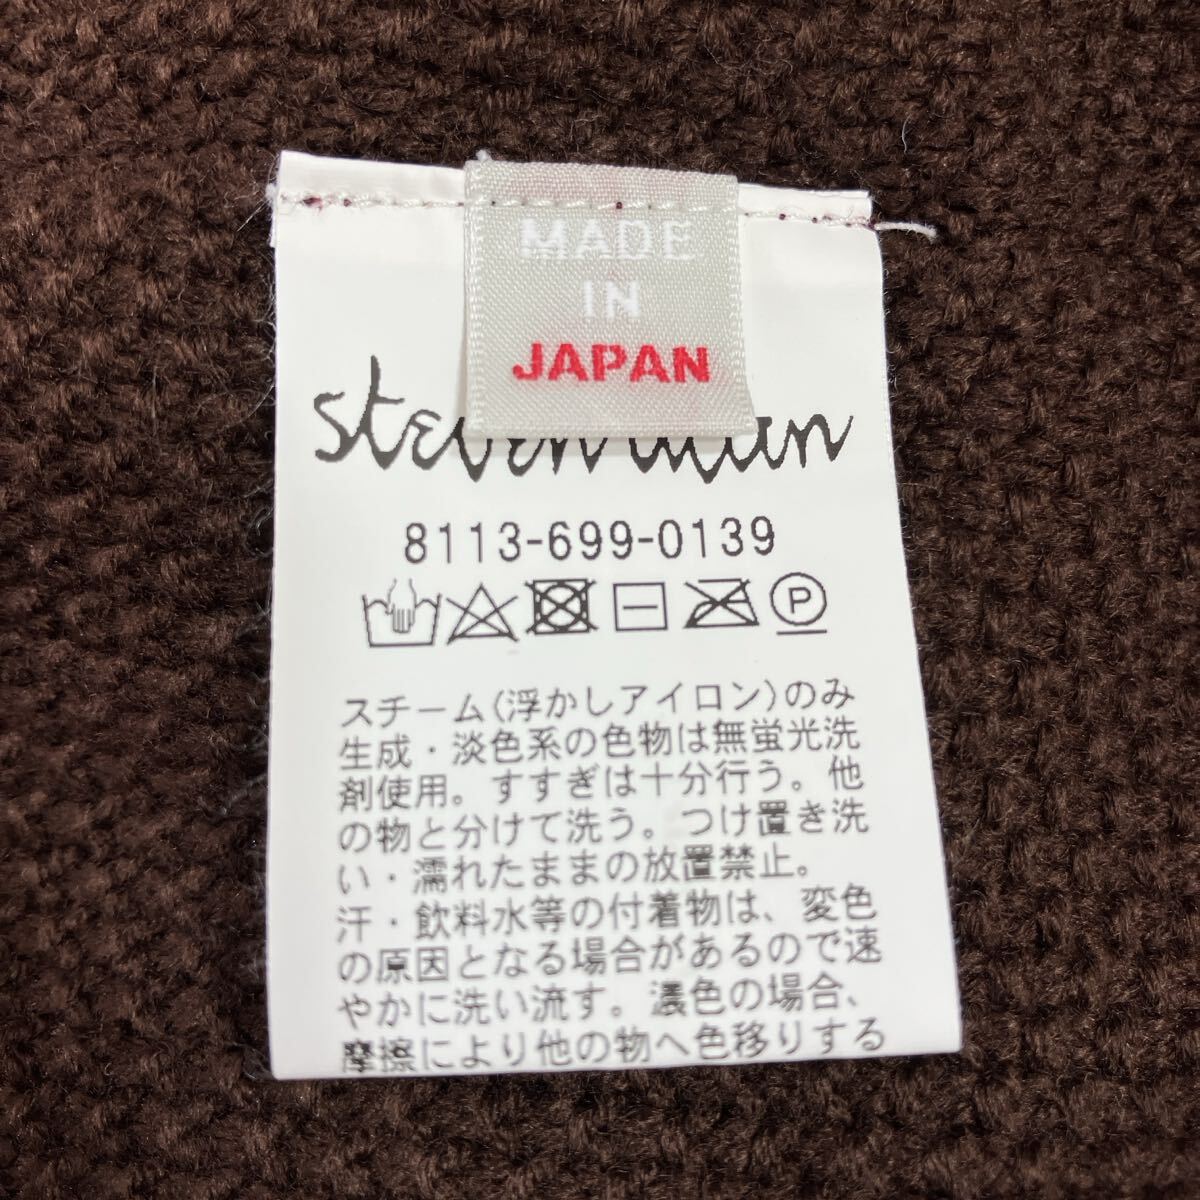 MADE
IN
JAPAN
8113-699-0139
P
スチーム(浮かしアイロン)のみ
生成・淡色系の色物は無蛍光洗
剤使用。すすぎは十分行う。他
の物と分けて洗う。つけ置き洗
い・濡れたままの放置禁止。
汗・飲料水等の付着物は、変色
の原因となる場合があるので速
やかに洗い流す。濃色の場合、
摩擦により他の物へ色移りする